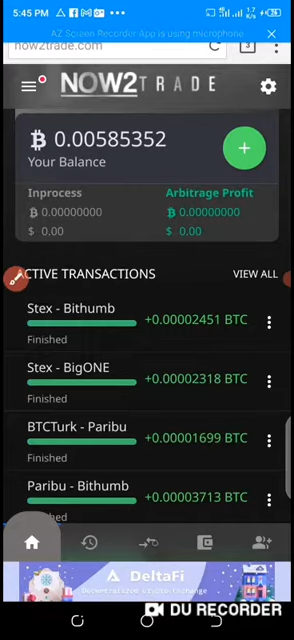 5:45 PM
AZ Screen Recorder App is using microphone
now2trade.com
3
NOW2TRADE
0.00585352
Your Balance
Inprocess Arbitrage Profit
0.00000000 0.00000000
$ 0.00 $ 0.00
CTIVE TRANSACTIONS VIEW ALL
Stex - Bithumb +0.00002451 BTC
Finished
Stex - BigONE +0.00002318 BTC
Finished
BTCTurk - Paribu +0.00001699 BTC
Finished
Paribu - Bithumb +0.00003713 BTC
DeltaFi
DU RECORDER